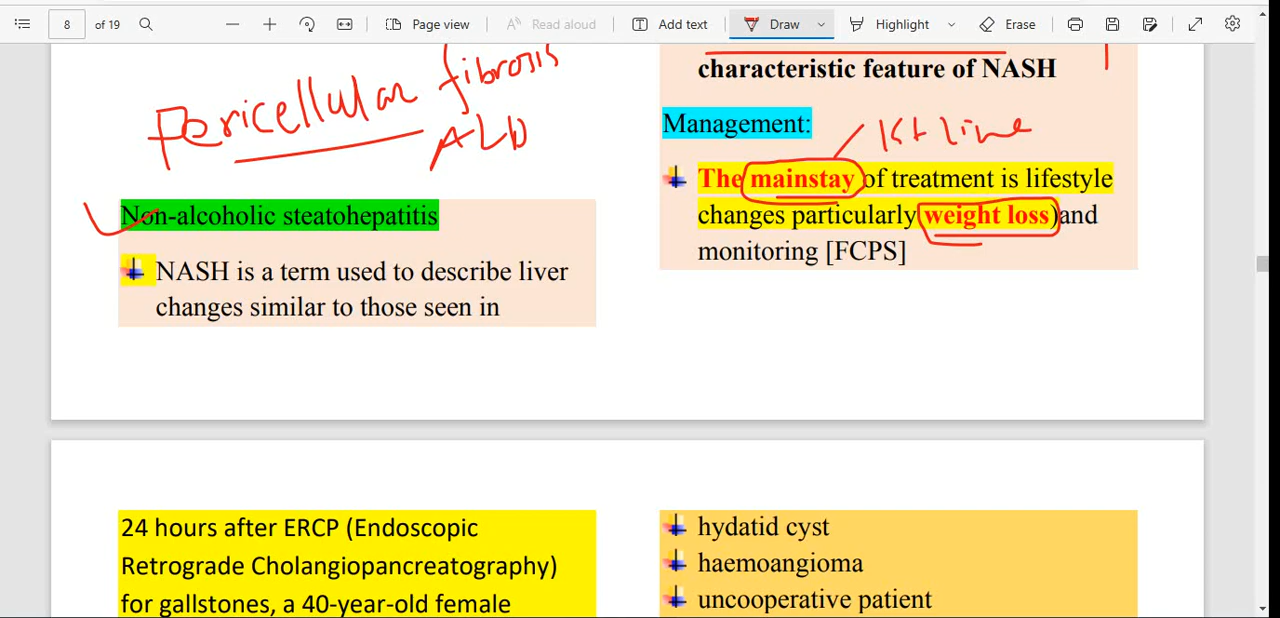 8 of 19 Page view Read aloud Add text Draw Highlight Erase
Pericellular fibrosis
ALD
Non-alcoholic steatohepatitis
NASH is a term used to describe liver
changes similar to those seen in
characteristic feature of NASH
Management:
1st line
The mainstay of treatment is lifestyle
changes particularly weight loss)and
monitoring [FCPS]
24 hours after ERCP (Endoscopic
Retrograde Cholangiopancreatography)
for gallstones, a 40-year-old female
hydatid cyst
haemoangioma
uncooperative patient